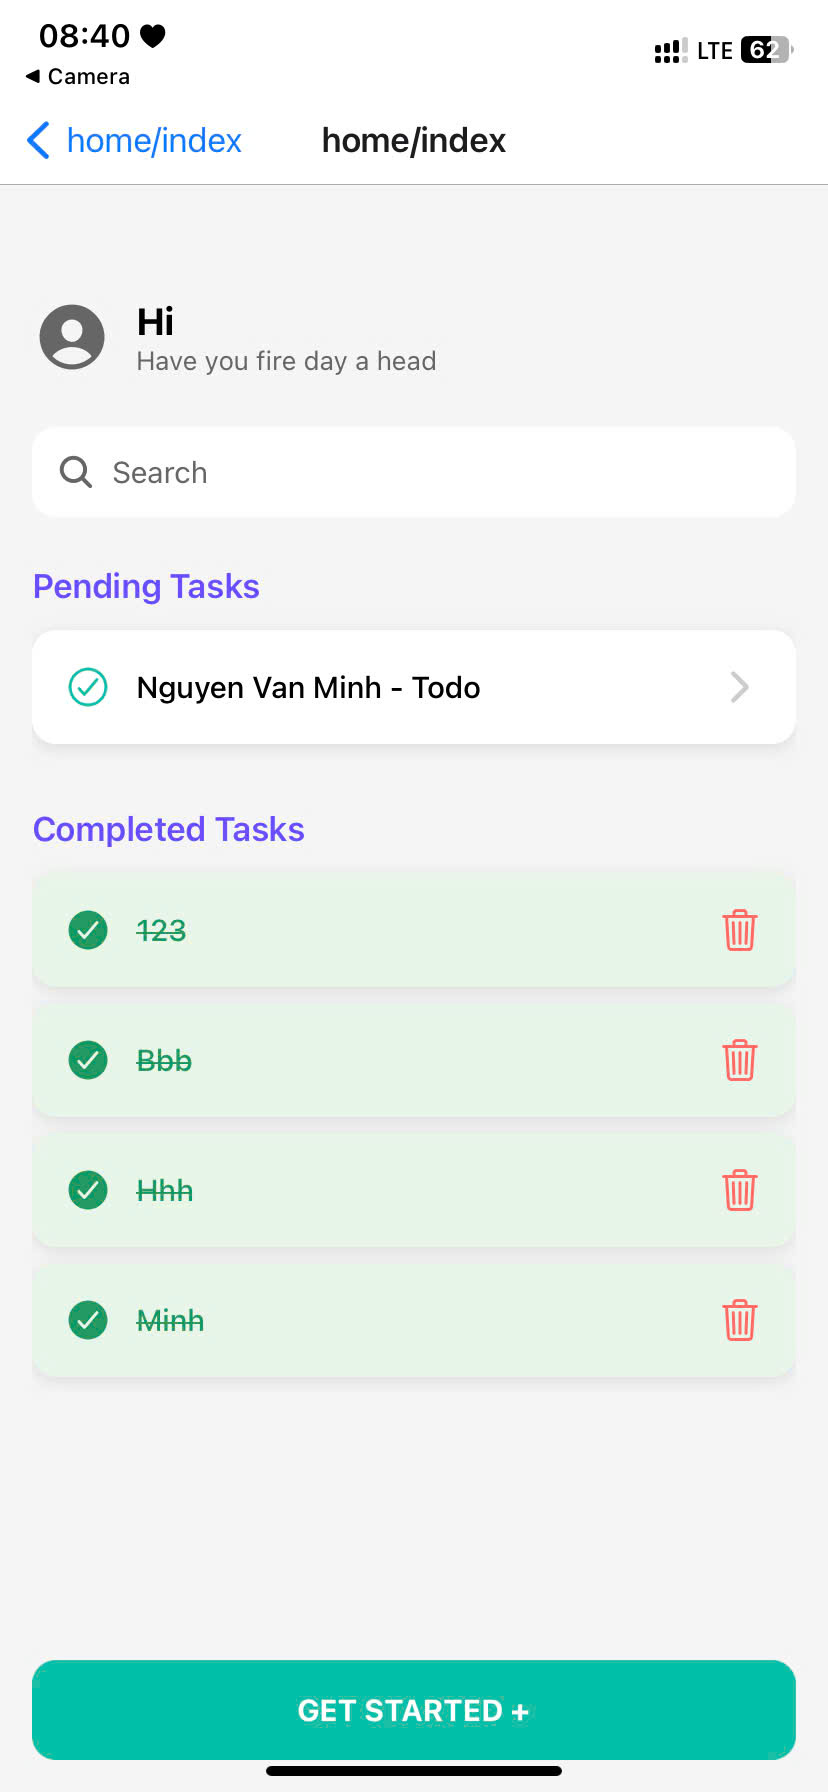 08:40
LTE 62
◀ Camera
home/index home/index
Hi
Have you fire day a head
Search
Pending Tasks
Nguyen Van Minh - Todo
Completed Tasks
123
Bbb
Hhh
Minh
GET STARTED +